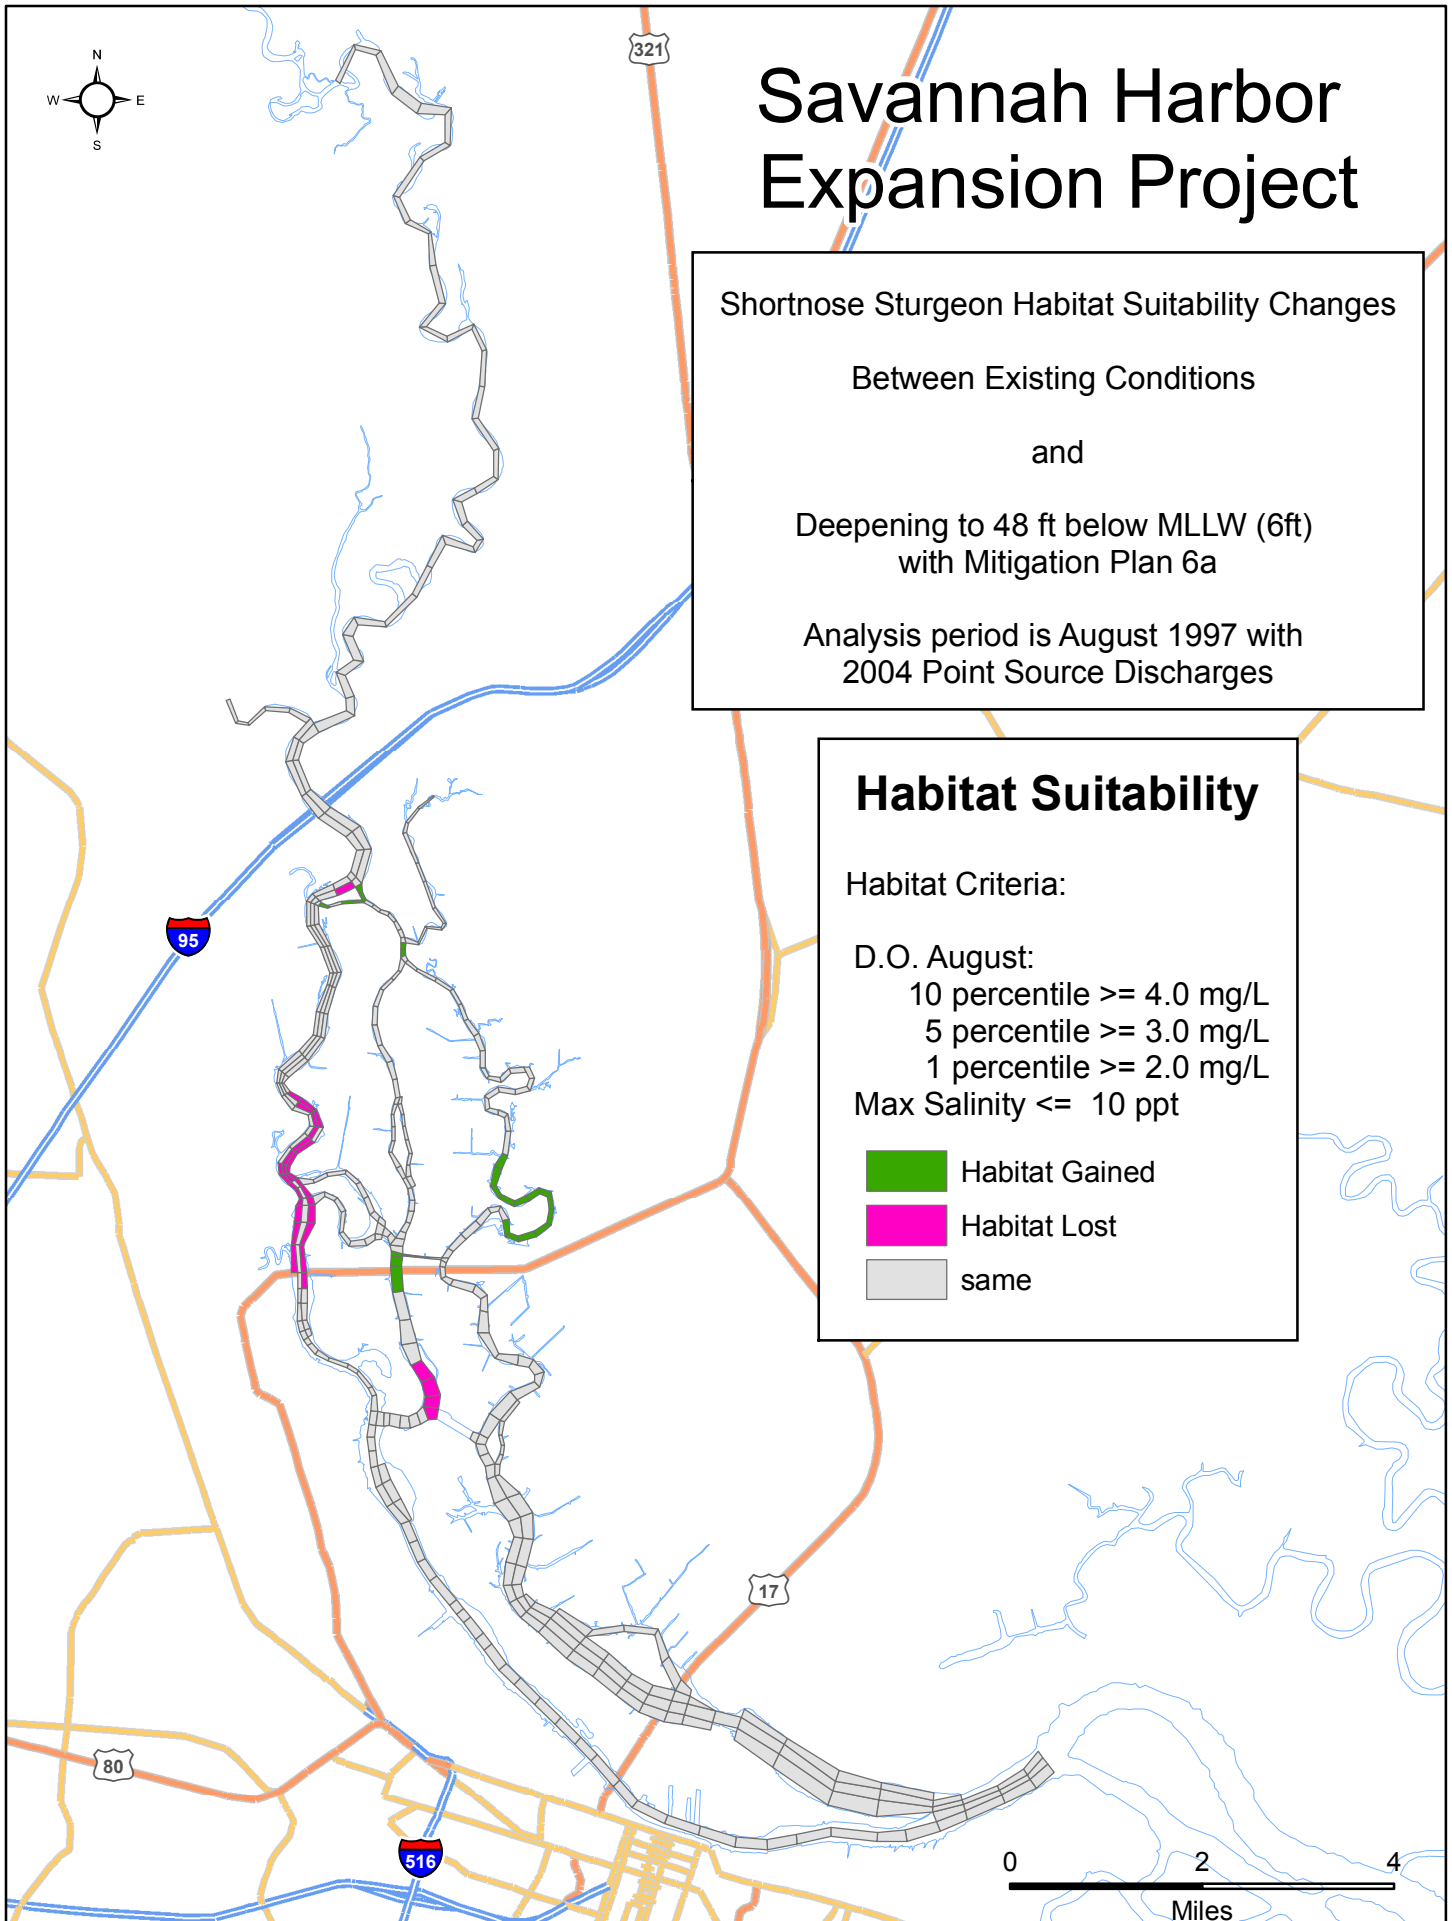 N
W E
S
321
Savannah Harbor
Expansion Project
Shortnose Sturgeon Habitat Suitability Changes
Between Existing Conditions
and
Deepening to 48 ft below MLLW (6ft)
with Mitigation Plan 6a
Analysis period is August 1997 with
2004 Point Source Discharges
Habitat Suitability
Habitat Criteria:
D.O. August:
10 percentile >= 4.0 mg/L
5 percentile >= 3.0 mg/L
1 percentile >= 2.0 mg/L
Max Salinity <= 10 ppt
Habitat Gained
Habitat Lost
same
95
17
80
516
0 2 4
Miles